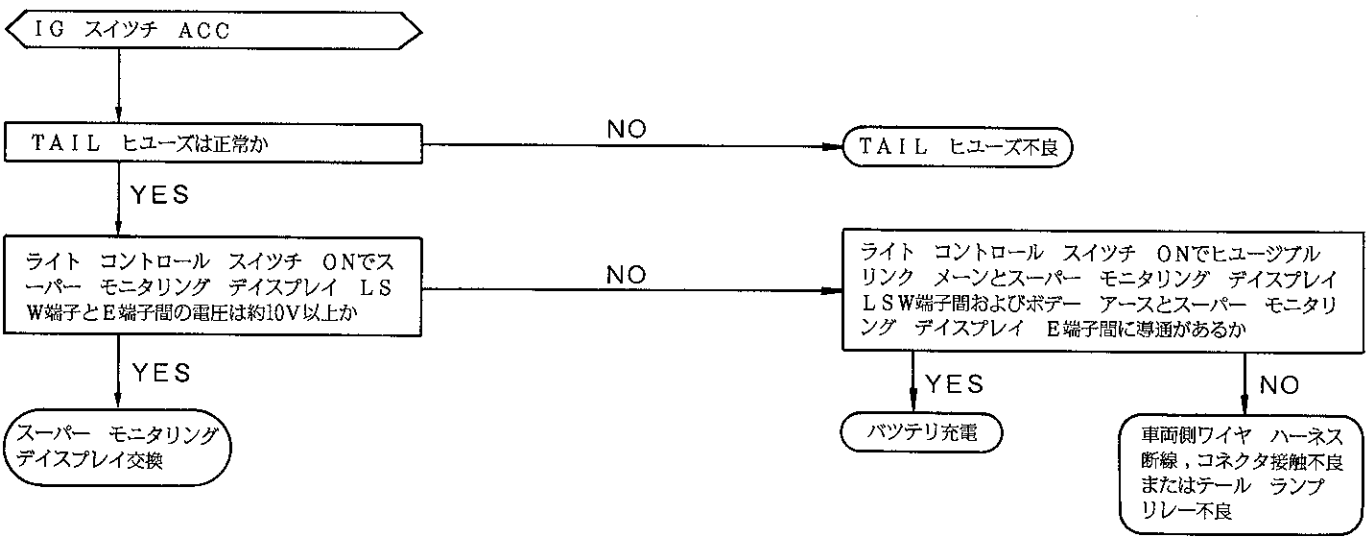 IG スイツチ ACC
TAIL ヒユーズは正常か
NO
TAIL ヒユーズ不良
YES
ライト コントロール スイツチ ONでス
ーパー モニタリング デイスプレイ LS
W端子とE端子間の電圧は約10V以上か
NO
ライト コントロール スイツチ ONでヒユージブル
リンク メーンとスーパー モニタリング デイスプレイ
LSW端子間およびボデー アースとスーパー モニタリ
ング デイスプレイ E端子間に導通があるか
YES
スーパー モニタリング
デイスプレイ交換
YES
バツテリ充電
NO
車両側ワイヤ ハーネス
断線,コネクタ接触不良
またはテール ランプ
リレー不良